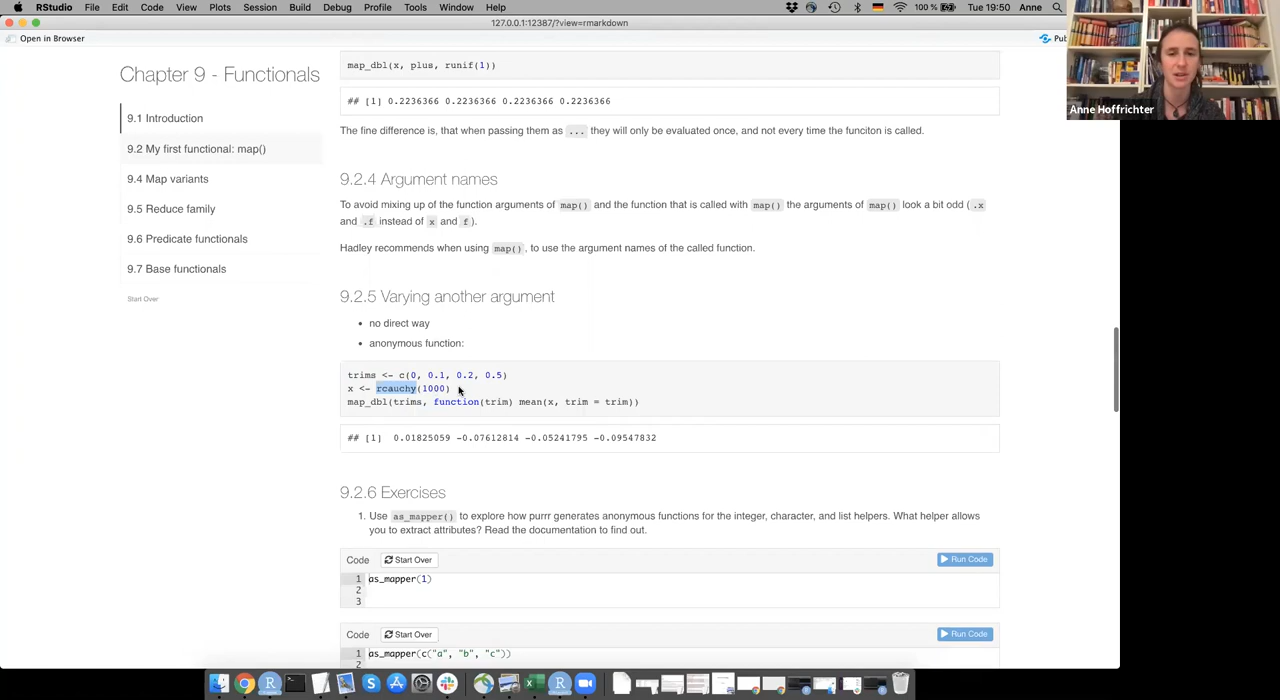 RStudio File Edit Code View Plots Session Build Debug Profile Tools Window Help 100 % Tue 19:50 Anne
127.0.0.1:12387/?view=rmarkdown
Open in Browser
Chapter 9 - Functionals
9.1 Introduction
9.2 My first functional: map()
9.4 Map variants
9.5 Reduce family
9.6 Predicate functionals
9.7 Base functionals
Start Over
map_dbl(x, plus, runif(1))
## [1] 0.2236366 0.2236366 0.2236366 0.2236366
The fine difference is, that when passing them as ... they will only be evaluated once, and not every time the funciton is called.
9.2.4 Argument names
To avoid mixing up of the function arguments of map() and the function that is called with map() the arguments of map() look a bit odd ( .x
and .f instead of x and f ).
Hadley recommends when using map() , to use the argument names of the called function.
9.2.5 Varying another argument
• no direct way
• anonymous function:
trims <- c(0, 0.1, 0.2, 0.5)
x <- rcauchy(1000)
map_dbl(trims, function(trim) mean(x, trim = trim))
## [1] 0.01825059 -0.07612814 -0.05241795 -0.09547832
9.2.6 Exercises
1. Use as_mapper() to explore how purrr generates anonymous functions for the integer, character, and list helpers. What helper allows
you to extract attributes? Read the documentation to find out.
Code Start Over Run Code
1 as_mapper(1)
2
3
Code Start Over Run Code
1 as_mapper(c("a", "b", "c"))
2
Anne Hoffrichter